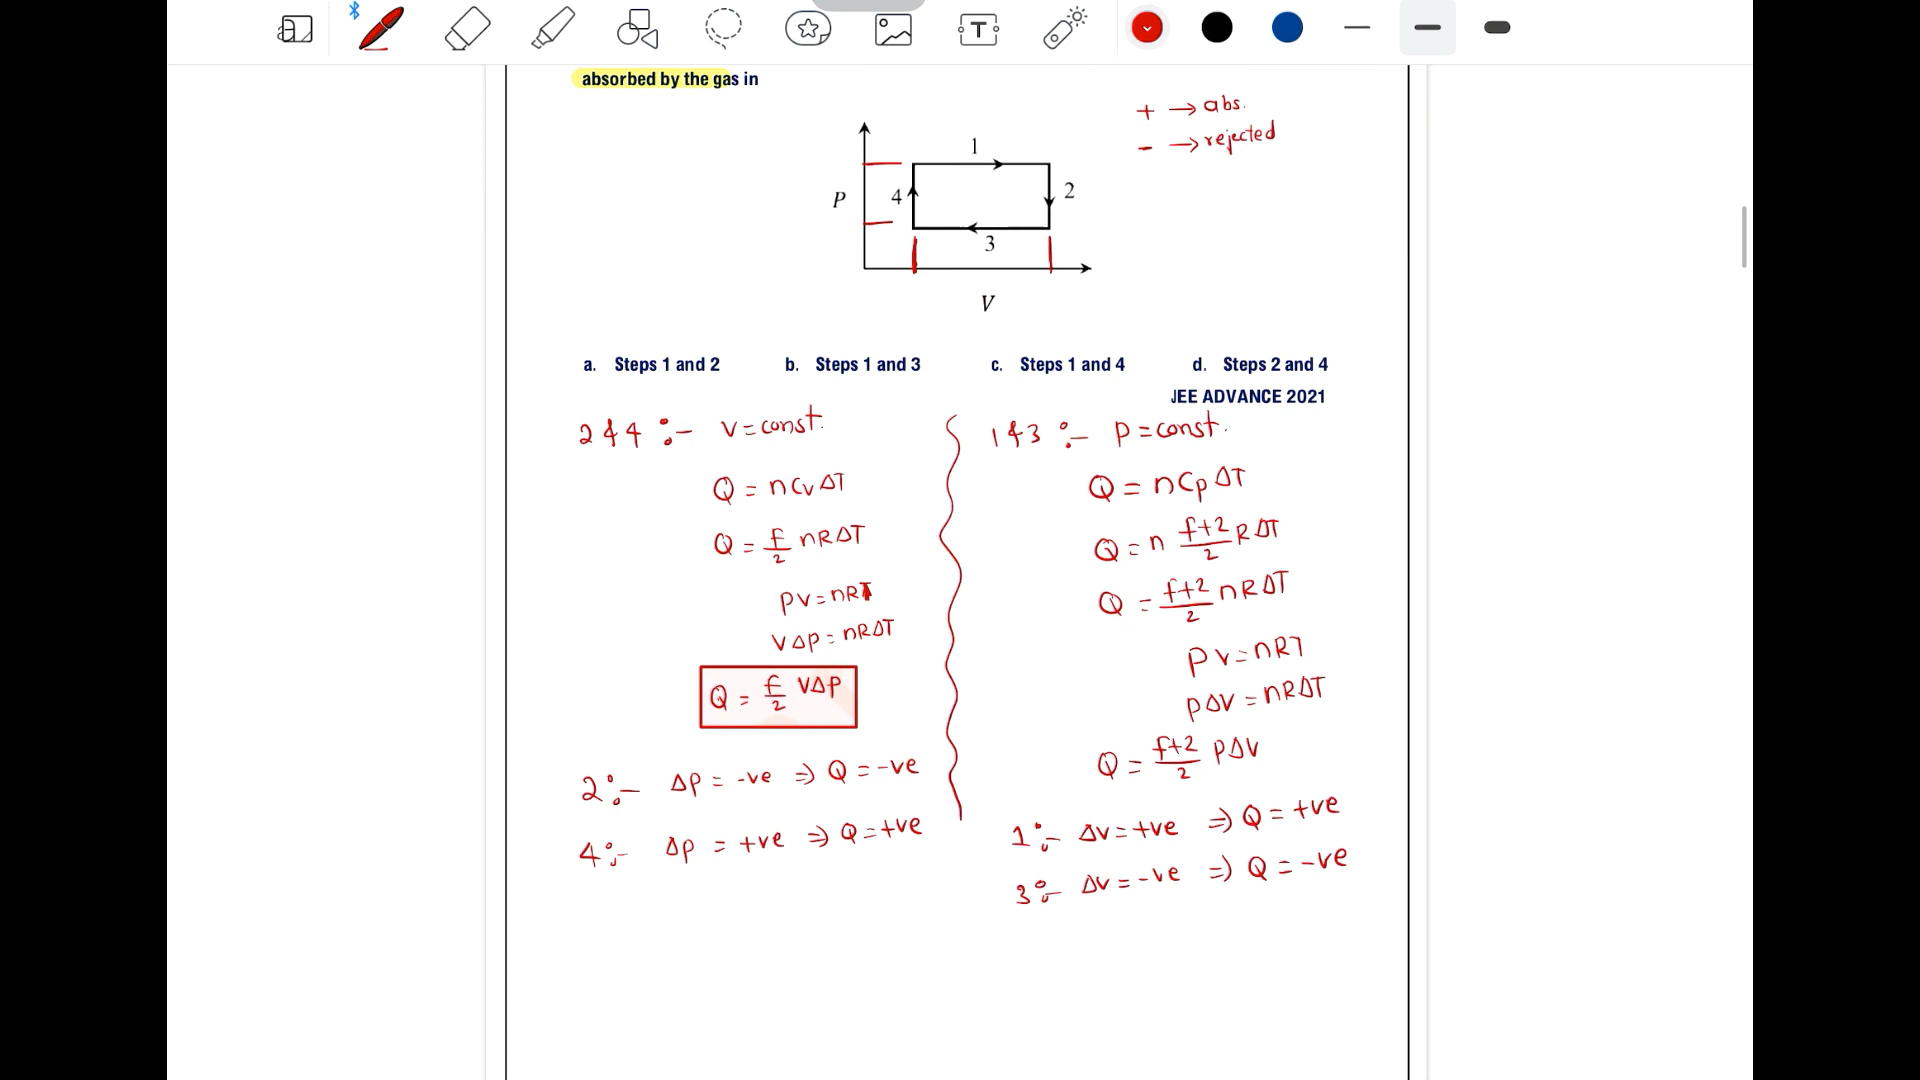 absorbed by the gas in
+ → abs.
- → rejected
1
P
4
2
3
V
a. Steps 1 and 2 b. Steps 1 and 3 c. Steps 1 and 4 d. Steps 2 and 4
JEE ADVANCE 2021
2 & 4 :- V = const.
Q = nCvΔT
Q = f/2 nRΔT
PV = nRT
VΔP = nRΔT
Q = f/2 VΔP
2 :- ΔP = -ve ⇒ Q = -ve
4 :- ΔP = +ve ⇒ Q = +ve
1 & 3 :- P = const.
Q = nCpΔT
Q = n f+2/2 RΔT
Q = f+2/2 nRΔT
PV = nRT
PΔV = nRΔT
Q = f+2/2 PΔV
1 :- ΔV = +ve ⇒ Q = +ve
3 :- ΔV = -ve ⇒ Q = -ve